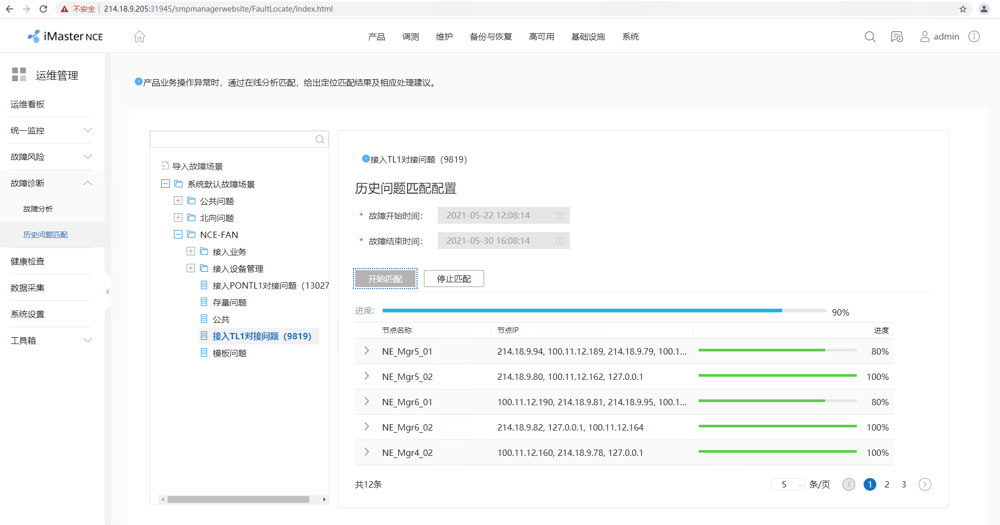 不安全 214.18.9.205:31945/smpmanagerwebsite/FaultLocate/index.html
iMaster NCE
产品 调测 维护 备份与恢复 高可用 基础设施 系统
admin
运维管理
运维看板
统一监控
故障风险
故障诊断
故障分析
历史问题匹配
健康检查
数据采集
系统设置
工具箱
产品业务操作异常时，通过在线分析匹配，给出定位匹配结果及相应处理建议。
导入故障场景
系统默认故障场景
公共问题
北向问题
NCE-FAN
接入业务
接入设备管理
接入PONTL1对接问题（13027
存量问题
公共
接入TL1对接问题（9819）
模板问题
接入TL1对接问题（9819）
历史问题匹配配置
* 故障开始时间： 2021-05-22 12:08:14
* 故障结束时间： 2021-05-30 16:08:14
开始匹配 停止匹配
进度: 90%
节点名称 节点IP 进度
NE_Mgr5_01 214.18.9.94, 100.11.12.189, 214.18.9.79, 100.1... 80%
NE_Mgr5_02 214.18.9.80, 100.11.12.162, 127.0.0.1 100%
NE_Mgr6_01 100.11.12.190, 214.18.9.81, 214.18.9.95, 100.1... 80%
NE_Mgr6_02 214.18.9.82, 127.0.0.1, 100.11.12.164 100%
NE_Mgr4_02 100.11.12.160, 214.18.9.78, 127.0.0.1 100%
共12条 5 条/页 1 2 3